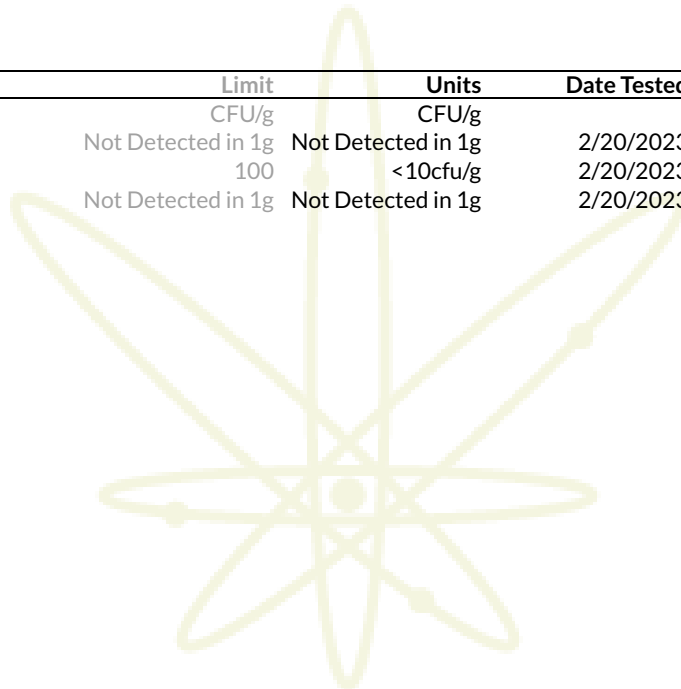 Limit Units Date Tested
CFU/g CFU/g
Not Detected in 1g Not Detected in 1g 2/20/2023
100 <10cfu/g 2/20/2023
Not Detected in 1g Not Detected in 1g 2/20/2023